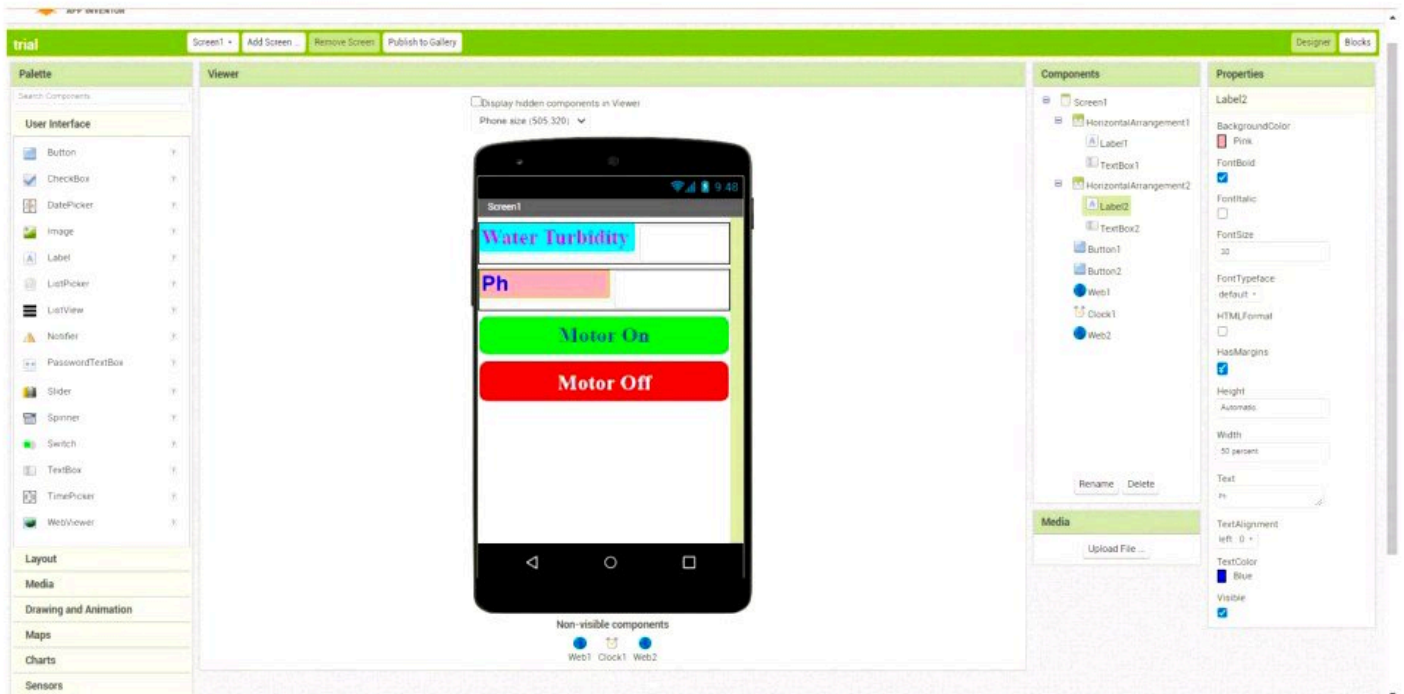 APP INVENTOR
trial
Screen1
Add Screen ...
Remove Screen
Publish to Gallery
Designer
Blocks
Palette
Search Components
User Interface
Button
CheckBox
DatePicker
Image
Label
ListPicker
ListView
Notifier
PasswordTextBox
Slider
Spinner
Switch
TextBox
TimePicker
WebViewer
Layout
Media
Drawing and Animation
Maps
Charts
Sensors
Viewer
Display hidden components in Viewer
Phone size (505,320)
9:48
Screen1
Water Turbidity
Ph
Motor On
Motor Off
Non-visible components
Web1 Clock1 Web2
Components
Screen1
HorizontalArrangement1
Label1
TextBox1
HorizontalArrangement2
Label2
TextBox2
Button1
Button2
Web1
Clock1
Web2
Rename Delete
Media
Upload File ...
Properties
Label2
BackgroundColor
Pink
FontBold
FontItalic
FontSize
FontTypeface
default
HTMLFormat
HasMargins
Height
Automatic
Width
50 percent
Text
Ph
TextAlignment
left : 0
TextColor
Blue
Visible